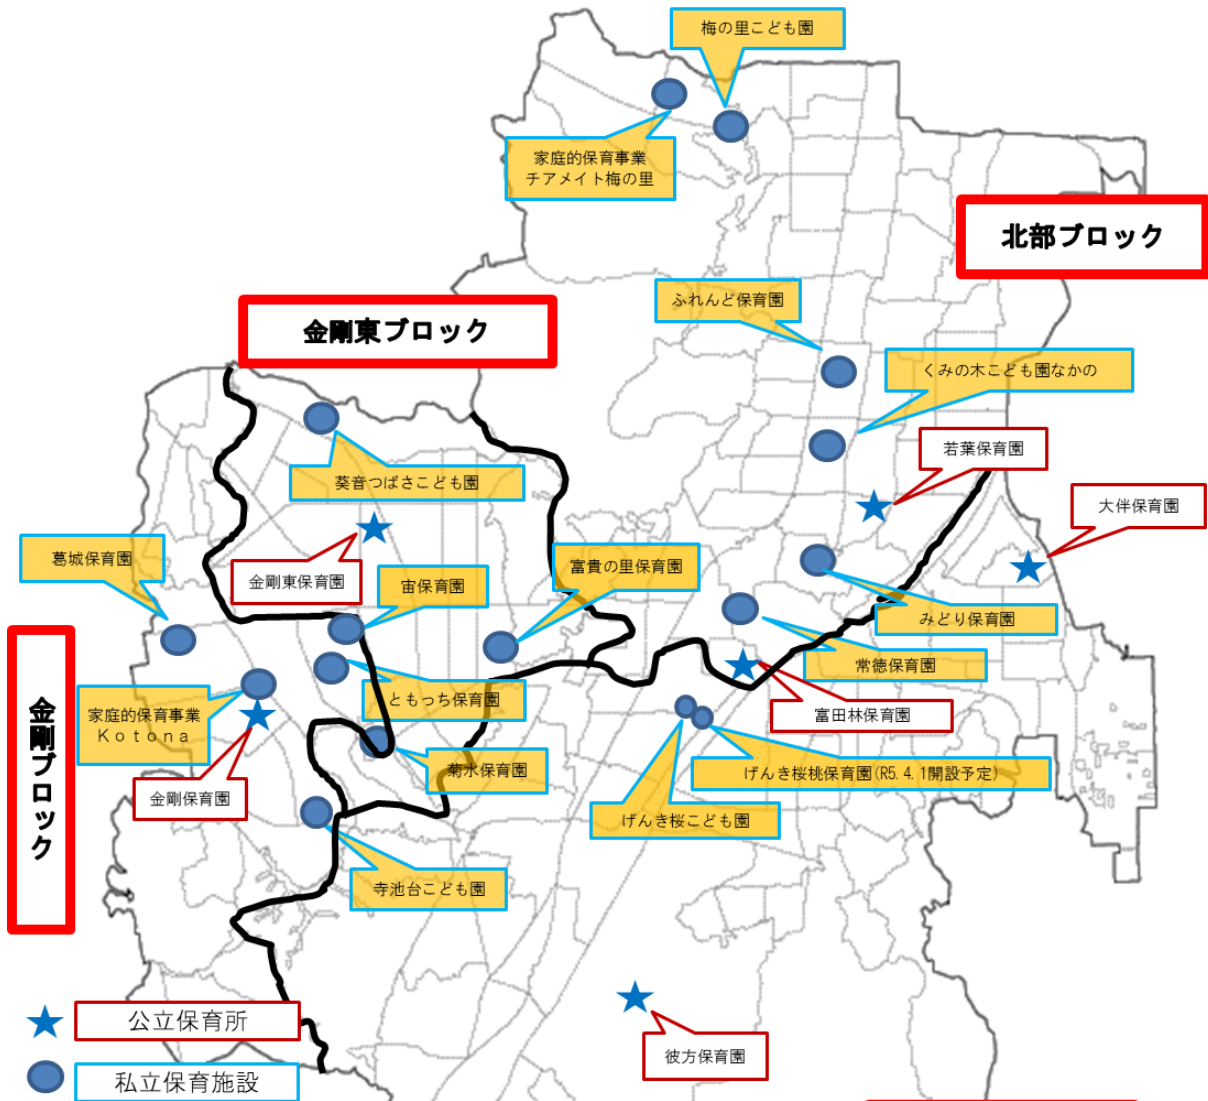 梅の里こども園
家庭的保育事業
チアメイト梅の里
北部ブロック
ふれんど保育園
金剛東ブロック
くみの木こども園なかの
若葉保育園
葵音つばさこども園
大伴保育園
葛城保育園
金剛東保育園
宙保育園
富貴の里保育園
みどり保育園
常徳保育園
ともっち保育園
家庭的保育事業
Kotona
富田林保育園
金剛ブロック
菊水保育園
げんき桜桃保育園(R5.4.1開設予定)
金剛保育園
げんき桜こども園
寺池台こども園
公立保育所
彼方保育園
私立保育施設